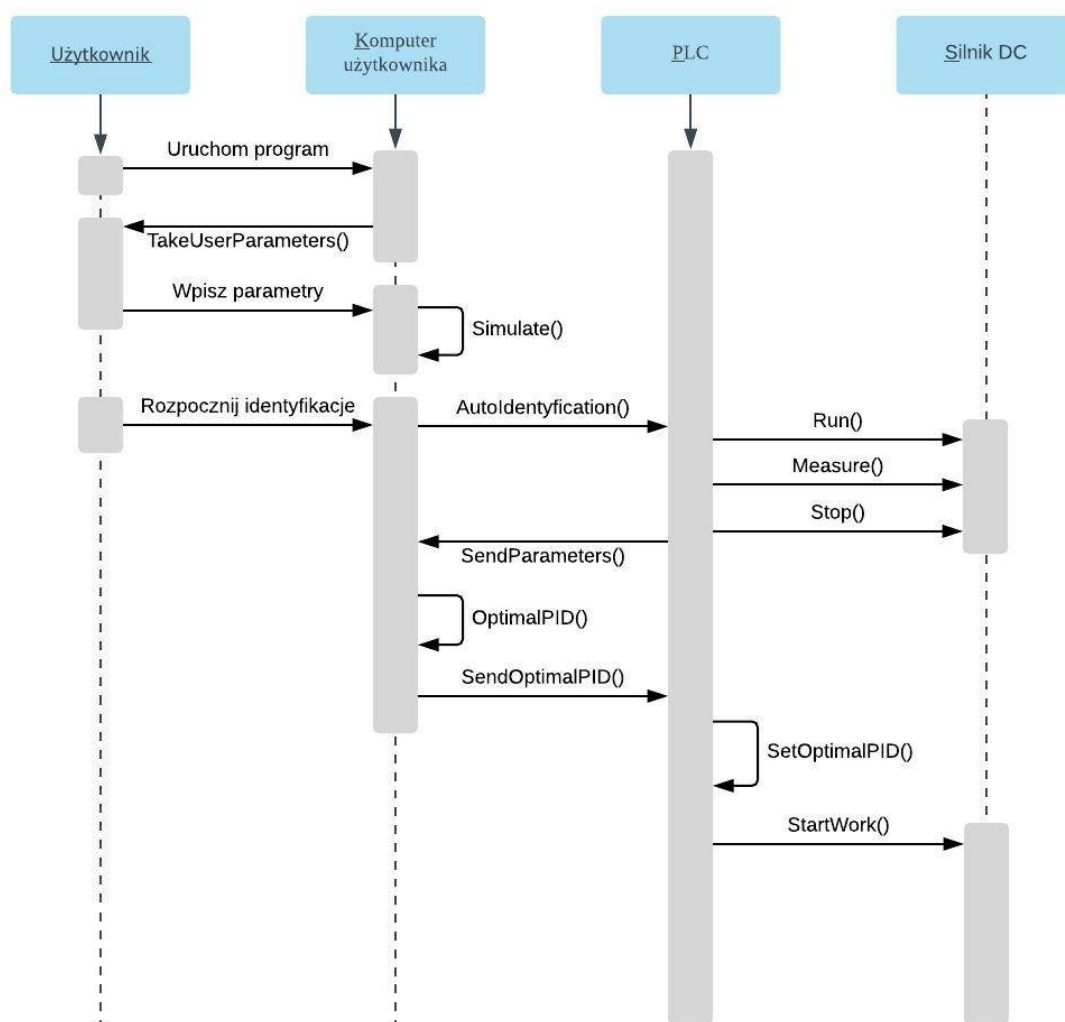 Użytkownik
Komputer
użytkownika
PLC
Silnik DC
Uruchom program
TakeUserParameters()
Wpisz parametry
Simulate()
Rozpocznij identyfikacje
AutoIdentyfication()
Run()
Measure()
Stop()
SendParameters()
OptimalPID()
SendOptimalPID()
SetOptimalPID()
StartWork()